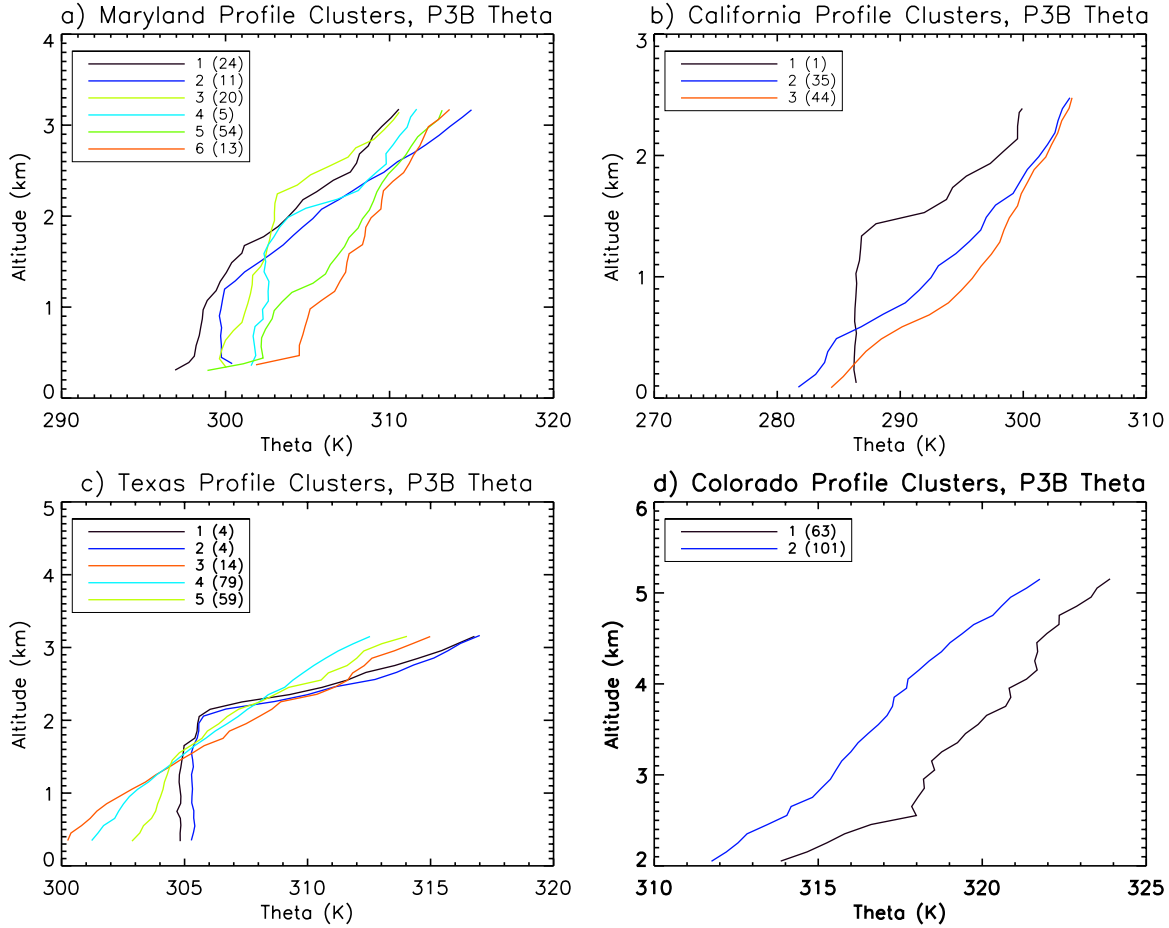 a) Maryland Profile Clusters, P3B Theta
4
3
2
1
0
Altitude (km)
1 (24)
2 (11)
3 (20)
4 (5)
5 (54)
6 (13)
290 300 310 320
Theta (K)
b) California Profile Clusters, P3B Theta
3
2
1
0
Altitude (km)
1 (1)
2 (35)
3 (44)
270 280 290 300 310
Theta (K)
c) Texas Profile Clusters, P3B Theta
5
4
3
2
1
0
Altitude (km)
1 (4)
2 (4)
3 (14)
4 (79)
5 (59)
300 305 310 315 320
Theta (K)
d) Colorado Profile Clusters, P3B Theta
6
5
4
3
2
Altitude (km)
1 (63)
2 (101)
310 315 320 325
Theta (K)